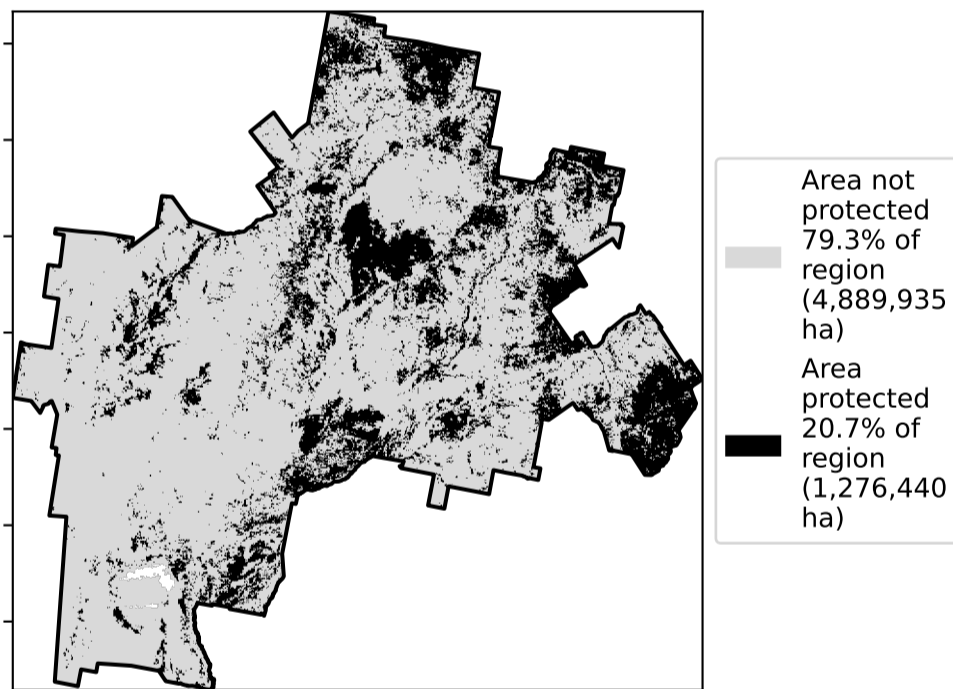 Area not
protected
79.3% of
region
(4,889,935
ha)
Area
protected
20.7% of
region
(1,276,440
ha)